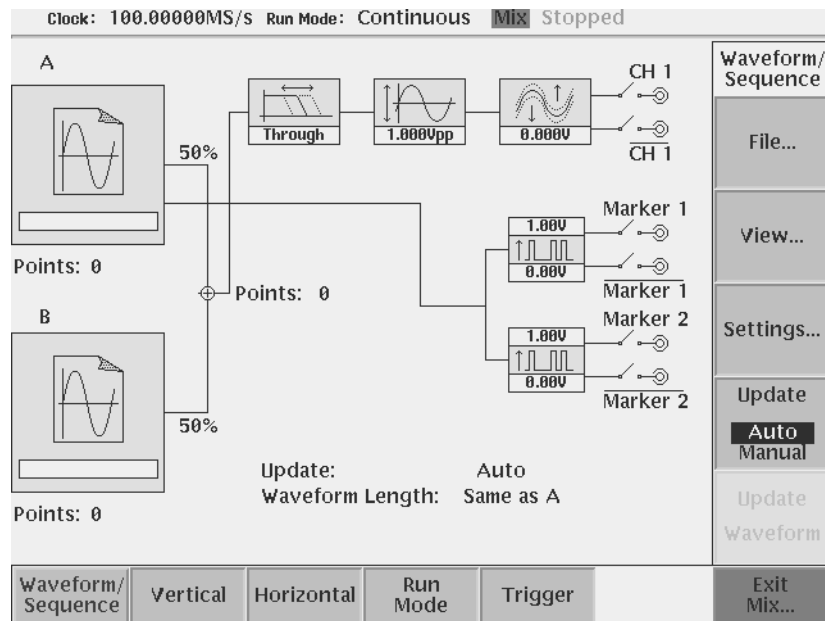 Clock: 100.00000MS/s Run Mode: Continuous Mix Stopped
A
50%
Points: 0
B
50%
Points: 0
Points: 0
Through
1.000Vpp
0.000V
CH 1
CH 1
Marker 1
1.00V
0.00V
Marker 1
Marker 2
1.00V
0.00V
Marker 2
Update: Auto
Waveform Length: Same as A
Waveform/
Sequence
File...
View...
Settings...
Update
Auto
Manual
Update
Waveform
Waveform/
Sequence
Vertical
Horizontal
Run
Mode
Trigger
Exit
Mix...